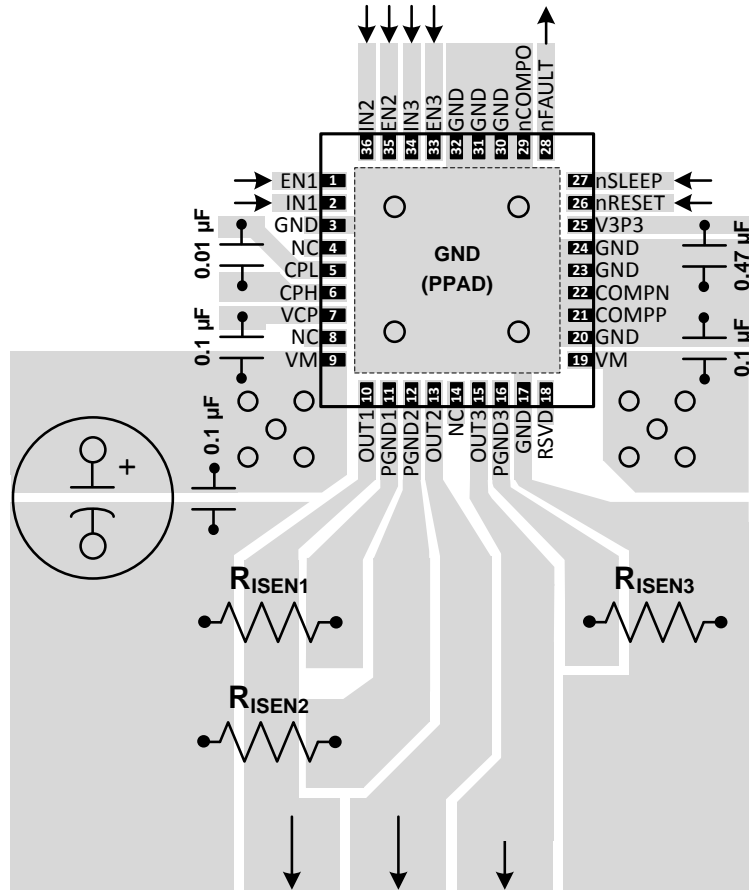 IN2
EN2
IN3
EN3
GND
GND
GND
nCOMPO
nFAULT
36
35
34
33
32
31
30
29
28
EN1 1
IN1 2
GND 3
NC 4
CPL 5
CPH 6
VCP 7
NC 8
VM 9
27 nSLEEP
26 nRESET
25 V3P3
24 GND
23 GND
22 COMPN
21 COMPP
20 GND
19 VM
GND
(PPAD)
0.01 µF
0.1 µF
0.47 µF
0.1 µF
10
11
12
13
14
15
16
17
18
OUT1
PGND1
PGND2
OUT2
NC
OUT3
PGND3
GND
RSVD
0.1 µF
+
RISEN1
RISEN3
RISEN2